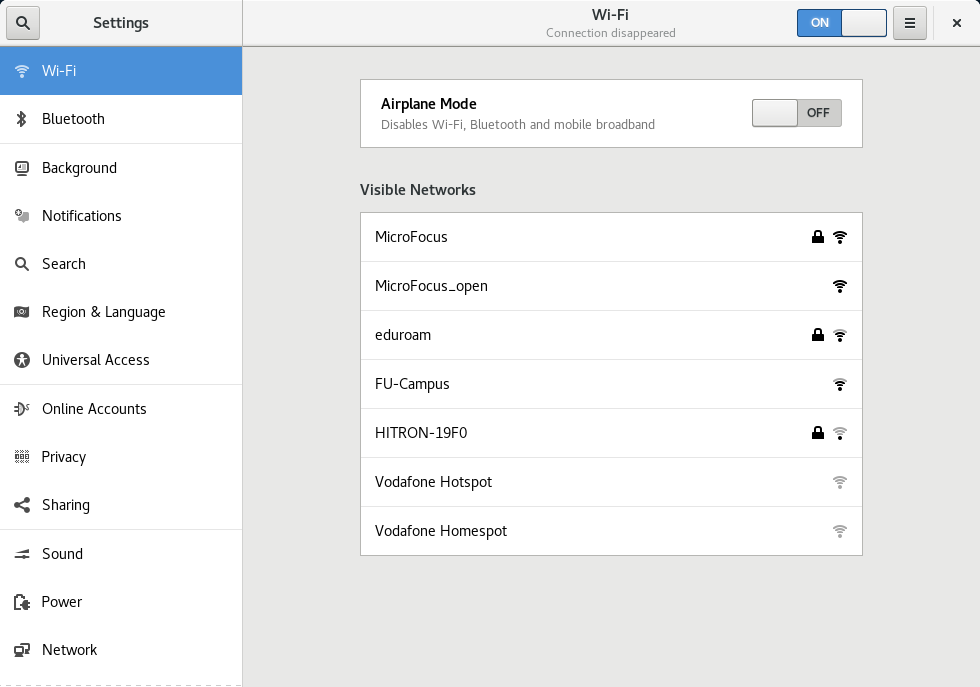 Settings
Wi-Fi
Connection disappeared
ON
Wi-Fi
Bluetooth
Background
Notifications
Search
Region & Language
Universal Access
Online Accounts
Privacy
Sharing
Sound
Power
Network
Airplane Mode
Disables Wi-Fi, Bluetooth and mobile broadband
OFF
Visible Networks
MicroFocus
MicroFocus_open
eduroam
FU-Campus
HITRON-19F0
Vodafone Hotspot
Vodafone Homespot